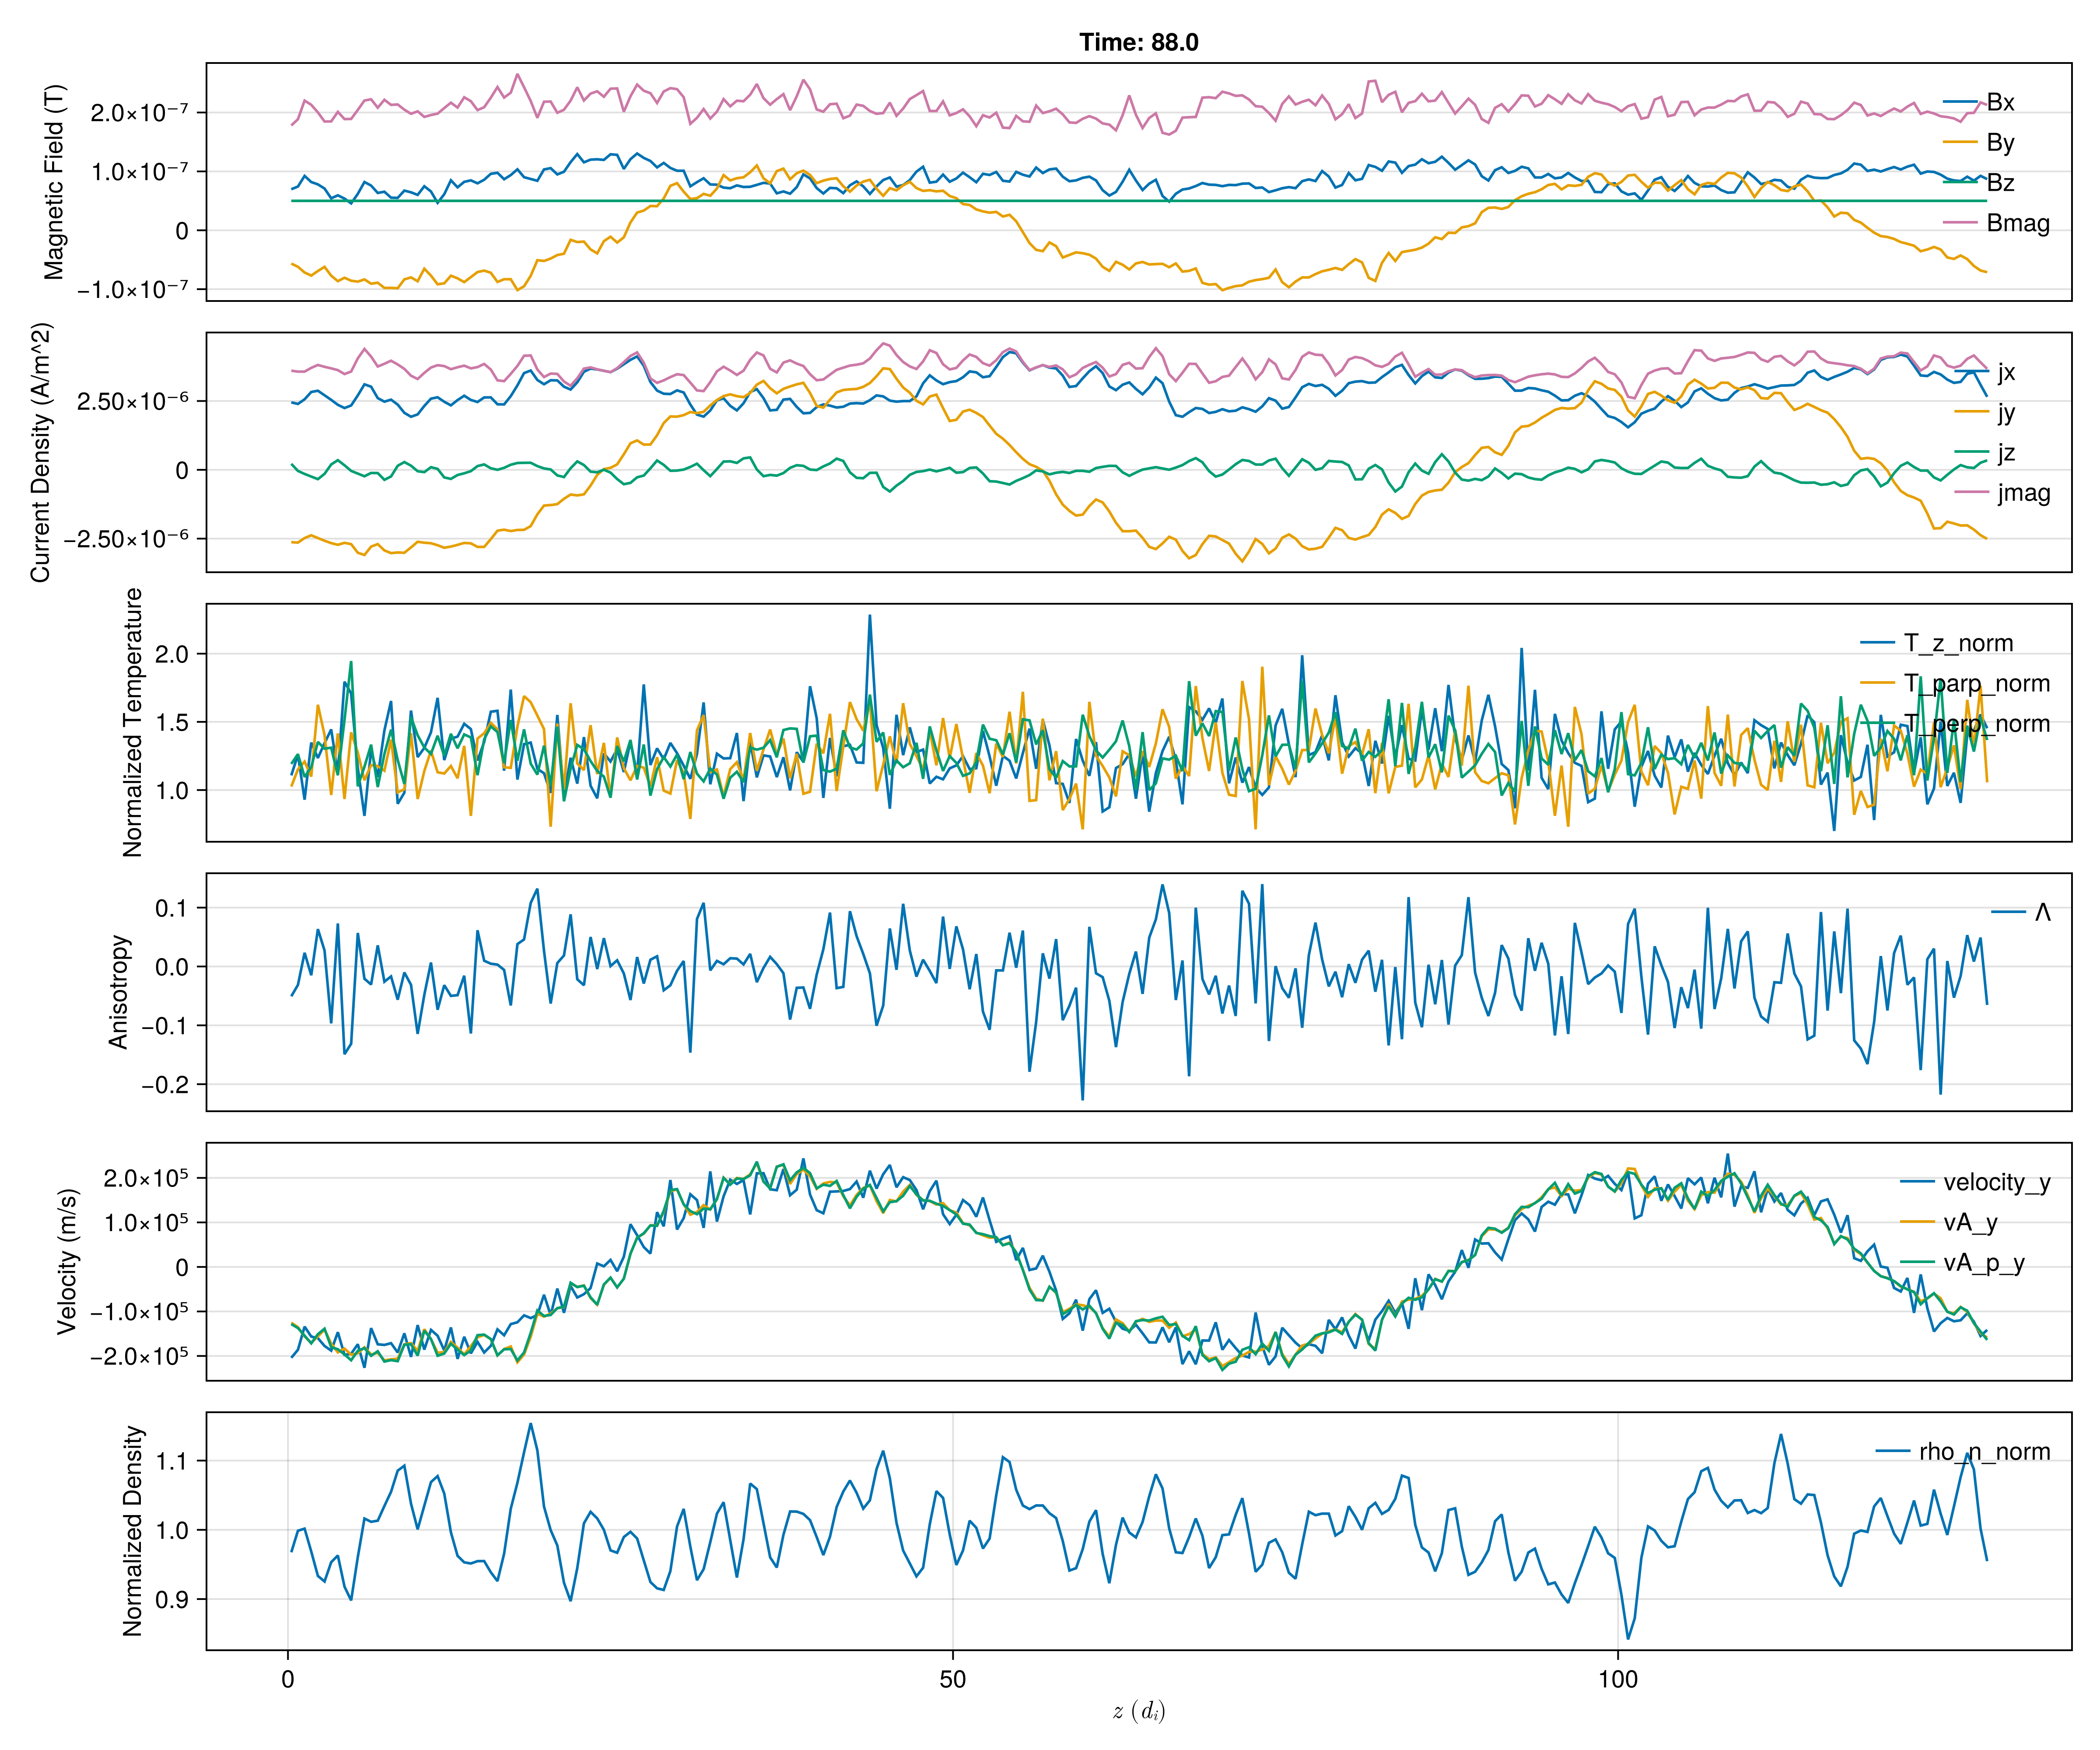 Time: 88.0
Magnetic Field (T)
2.0×10⁻⁷
1.0×10⁻⁷
0
−1.0×10⁻⁷
Bx
By
Bz
Bmag
Current Density (A/m^2)
2.50×10⁻⁶
0
−2.50×10⁻⁶
jx
jy
jz
jmag
Normalized Temperature
2.0
1.5
1.0
T_z_norm
T_parp_norm
T_perp_norm
Anisotropy
0.1
0.0
−0.1
−0.2
Λ
Velocity (m/s)
2.0×10⁵
1.0×10⁵
0
−1.0×10⁵
−2.0×10⁵
velocity_y
vA_y
vA_p_y
Normalized Density
1.1
1.0
0.9
rho_n_norm
0 50 100
z (dᵢ)